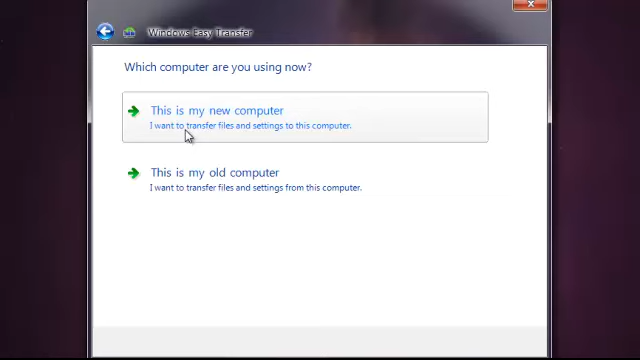 Windows Easy Transfer
Which computer are you using now?
This is my new computer
I want to transfer files and settings to this computer.
This is my old computer
I want to transfer files and settings from this computer.